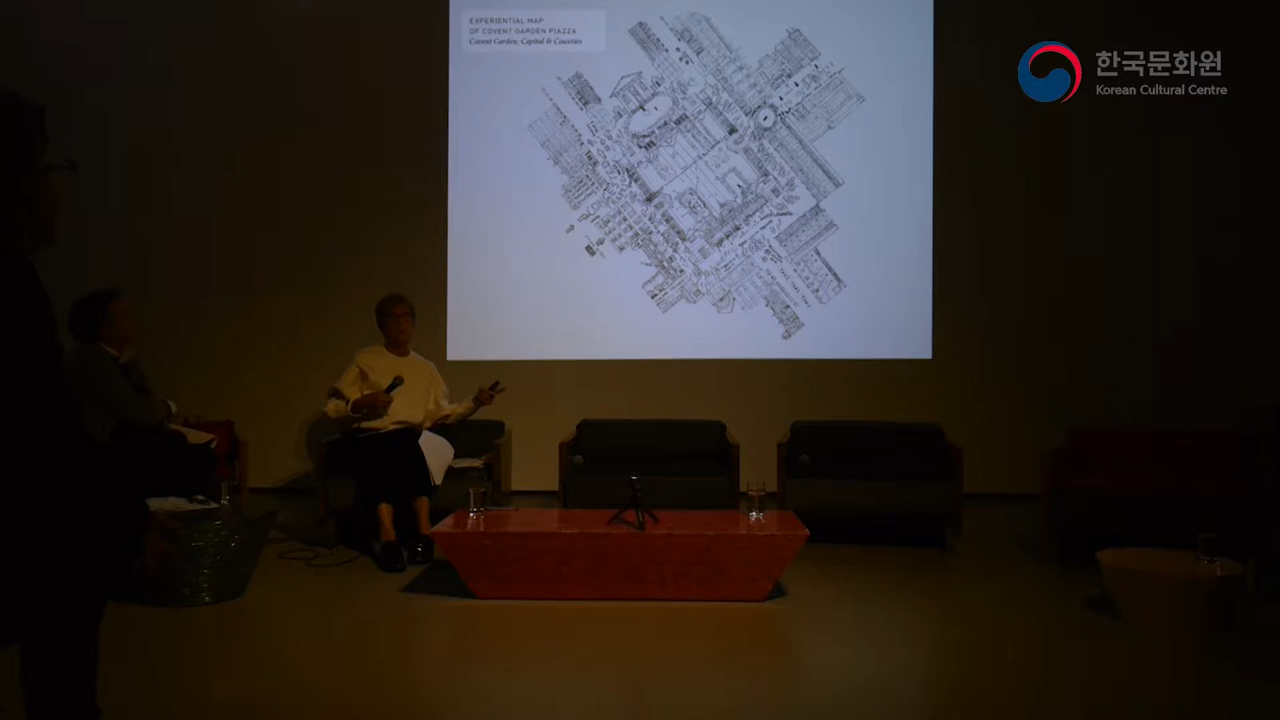 EXPERIENTIAL MAP
OF COVENT GARDEN PIAZZA
Covent Garden, Capital & Counties
한국문화원
Korean Cultural Centre